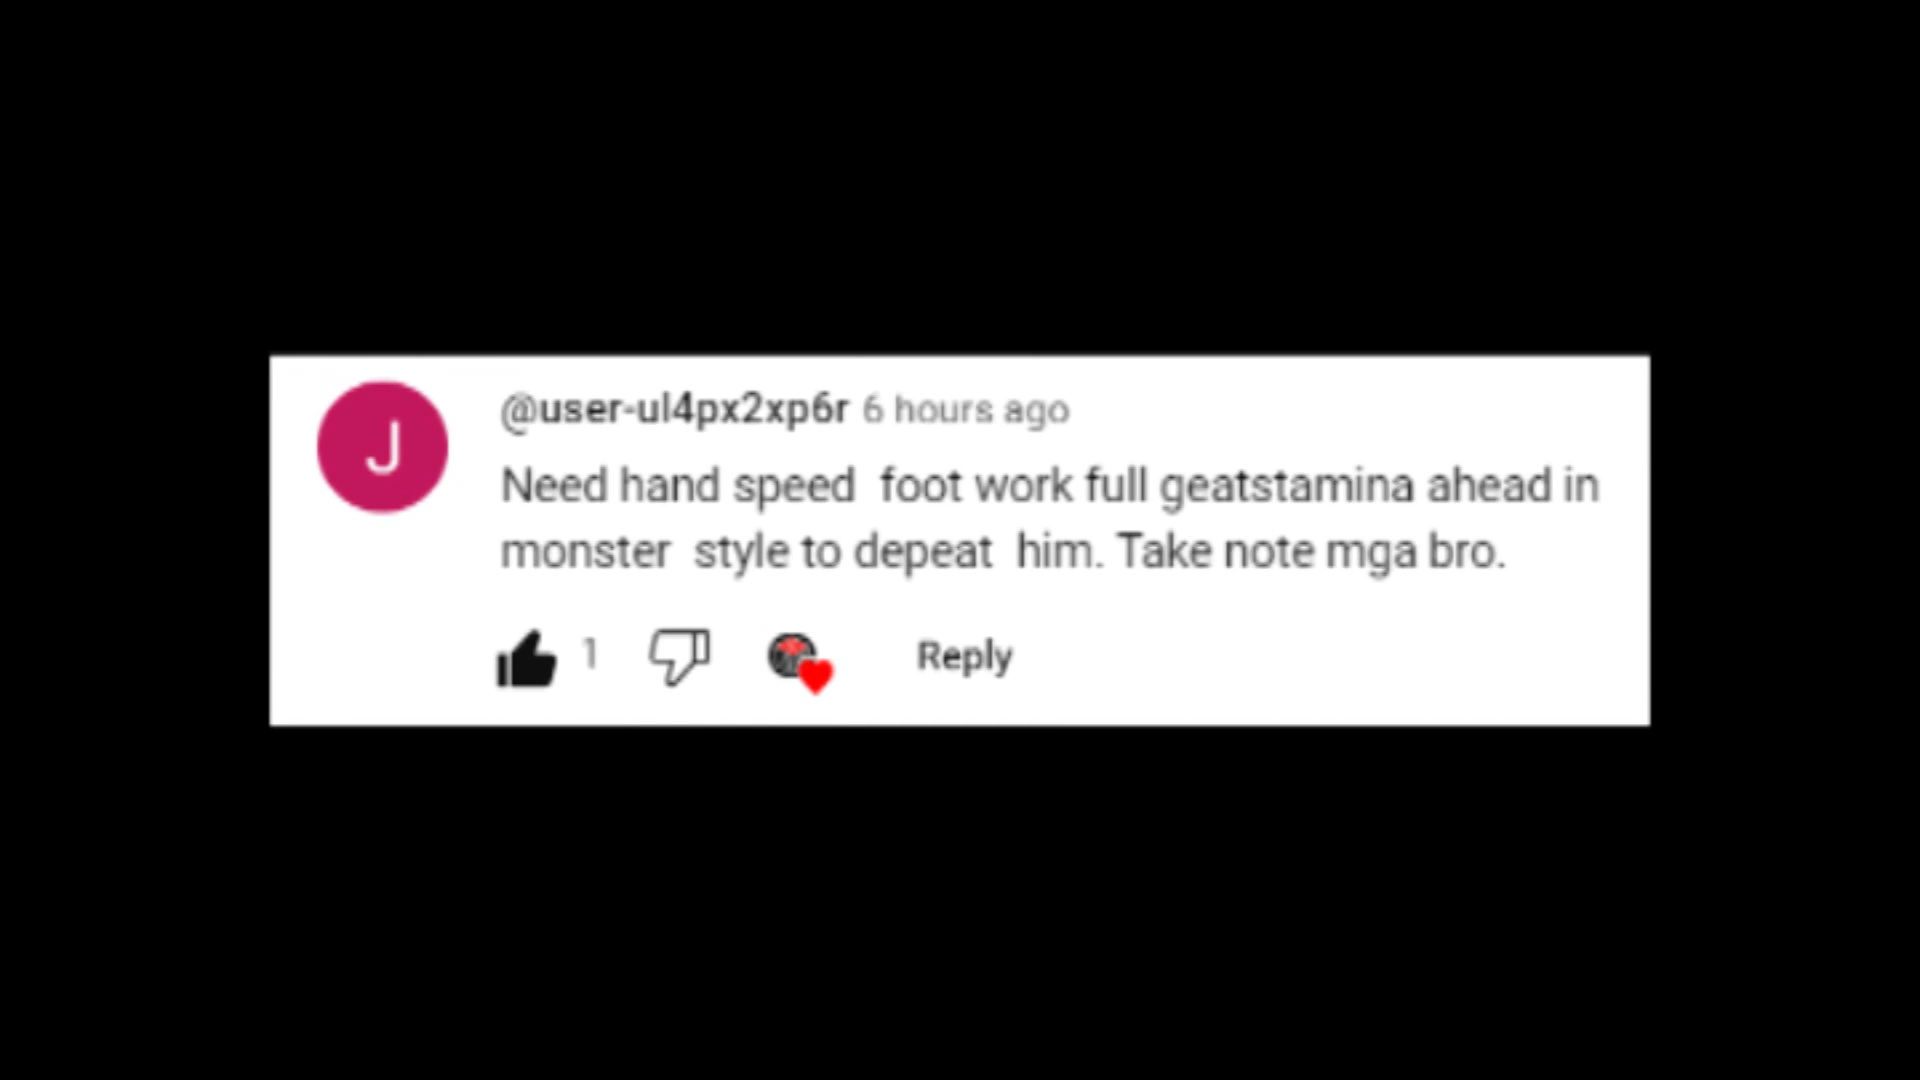 J
@user-ul4px2xp6r 6 hours ago
Need hand speed  foot work full geatstamina ahead in
monster  style to depeat  him. Take note mga bro.
1
Reply